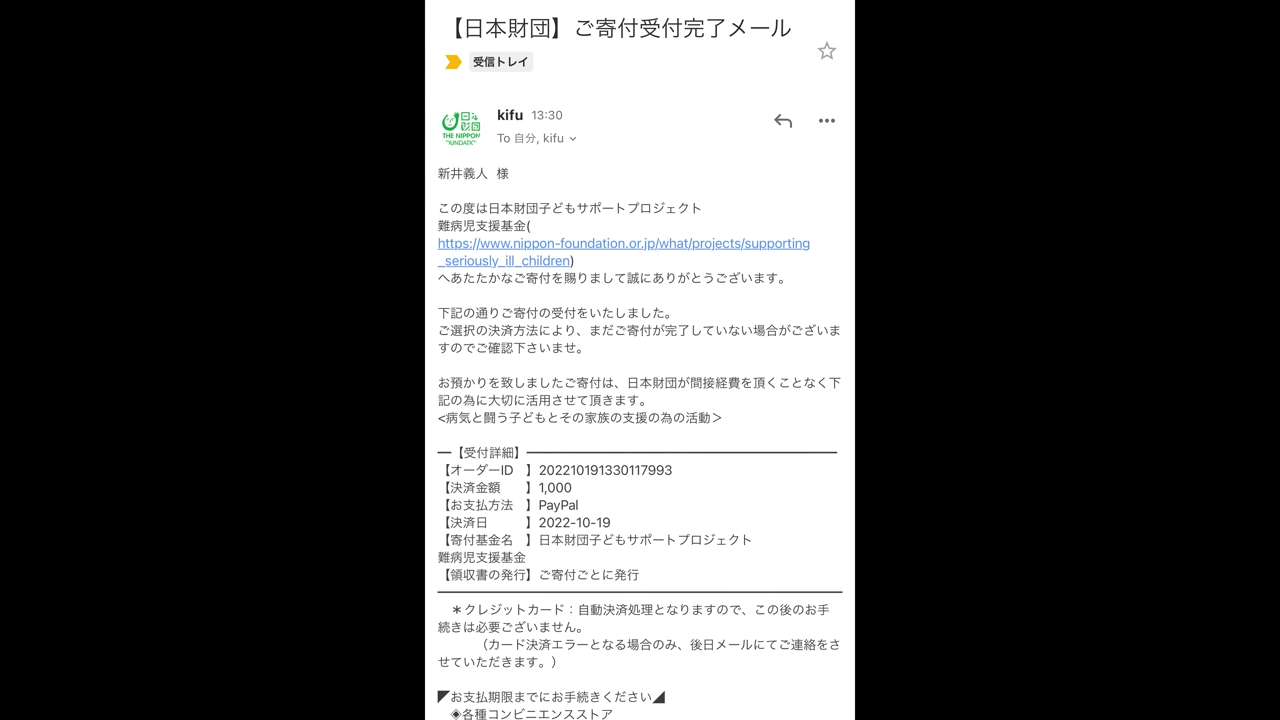 【日本財団】ご寄付受付完了メール
受信トレイ
kifu 13:30
To 自分, kifu
THE NIPPON
新井義人 様
この度は日本財団子どもサポートプロジェクト
難病児支援基金(
https://www.nippon-foundation.or.jp/what/projects/supporting
_seriously_ill_children)
へあたたかなご寄付を賜りまして誠にありがとうございます。
下記の通りご寄付の受付をいたしました。
ご選択の決済方法により、まだご寄付が完了していない場合がございま
すのでご確認下さいませ。
お預かりを致しましたご寄付は、日本財団が間接経費を頂くことなく下
記の為に大切に活用させて頂きます。
<病気と闘う子どもとその家族の支援の為の活動＞
━【受付詳細】━━━━━━━━━━━━━━━━━━━━━━━━━
【オーダーID　】202210191330117993
【決済金額　　】1,000
【お支払方法　】PayPal
【決済日　　　】2022-10-19
【寄付基金名　】日本財団子どもサポートプロジェクト
難病児支援基金
【領収書の発行】ご寄付ごとに発行
　＊クレジットカード：自動決済処理となりますので、この後のお手
続きは必要ございません。
　　　　（カード決済エラーとなる場合のみ、後日メールにてご連絡をさ
せていただきます。）
◤お支払期限までにお手続きください◢
　◈各種コンビニエンスストア